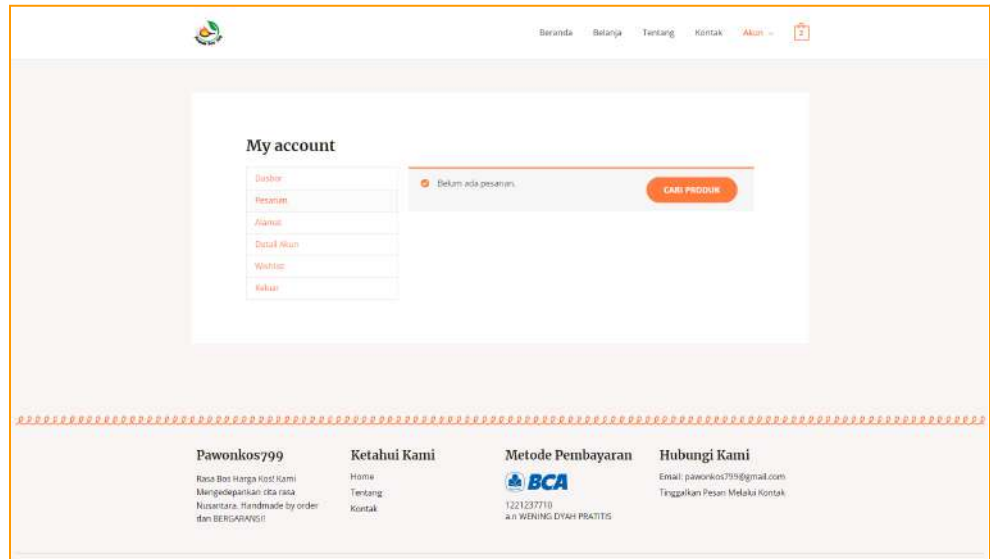 Beranda Belanja Tentang Kontak Akun 2
My account
Dasbor
Pesanan
Alamat
Detail Akun
Wishlist
Keluar
Belum ada pesanan.
CARI PRODUK
Pawonkos799
Rasa Bos Harga Kos! Kami
Mengedepankan cita rasa
Nusantara. Handmade by order
dan BERGARANSI!
Ketahui Kami
Home
Tentang
Kontak
Metode Pembayaran
BCA
1221237710
a.n WENING DYAH PRATITIS
Hubungi Kami
Email: pawonkos799@gmail.com
Tinggalkan Pesan Melalui Kontak